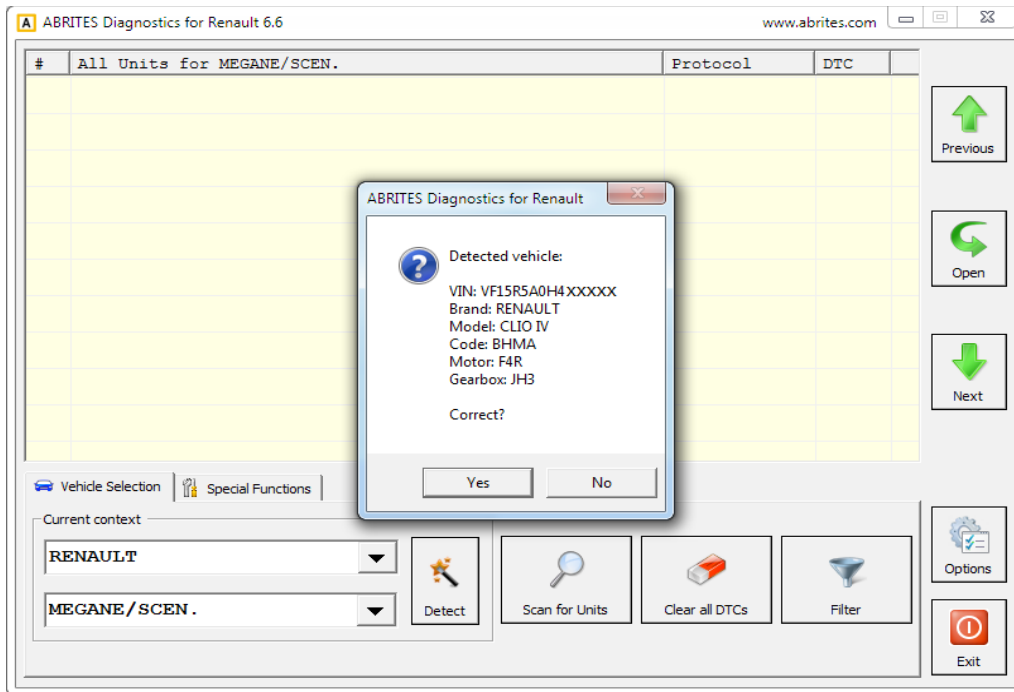 A ABRITES Diagnostics for Renault 6.6 www.abrites.com
# All Units for MEGANE/SCEN. Protocol DTC
Previous
ABRITES Diagnostics for Renault
Detected vehicle:
VIN: VF15R5A0H4XXXXX
Brand: RENAULT
Model: CLIO IV
Code: BHMA
Motor: F4R
Gearbox: JH3
Correct?
Yes No
Open
Next
Vehicle Selection Special Functions
Current context
RENAULT
MEGANE/SCEN.
Detect Scan for Units Clear all DTCs Filter
Options
Exit